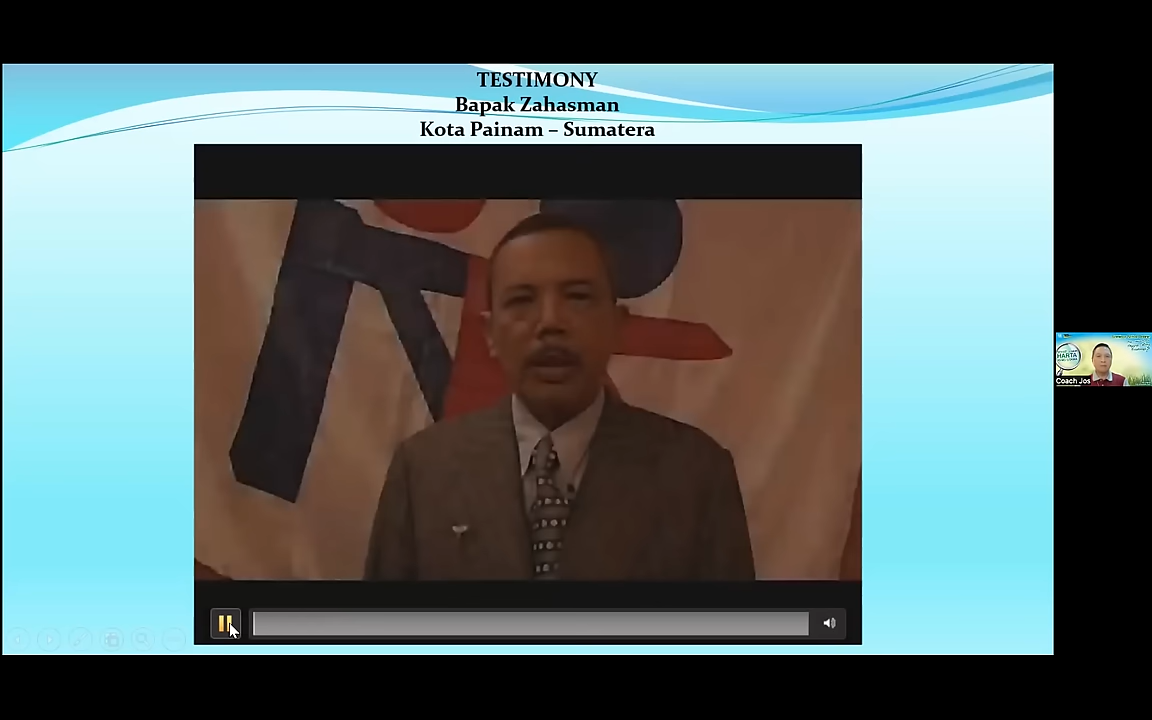 TESTIMONY
Bapak Zahasman
Kota Painam – Sumatera
HARTA
Coach Jos